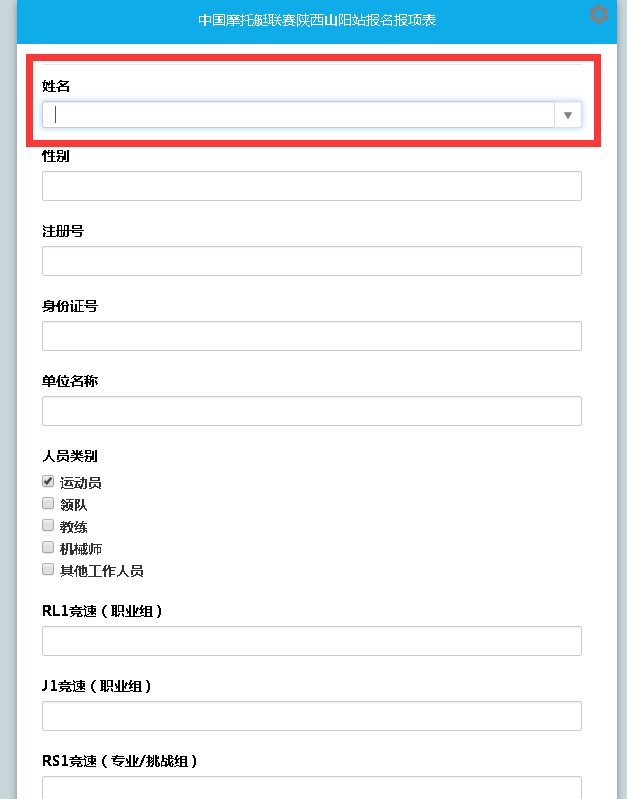 中国摩托艇联赛陕西山阳站报名报项表
姓名
性别
注册号
身份证号
单位名称
人员类别
运动员
领队
教练
机械师
其他工作人员
RL1竞速（职业组）
J1竞速（职业组）
RS1竞速（专业/挑战组）